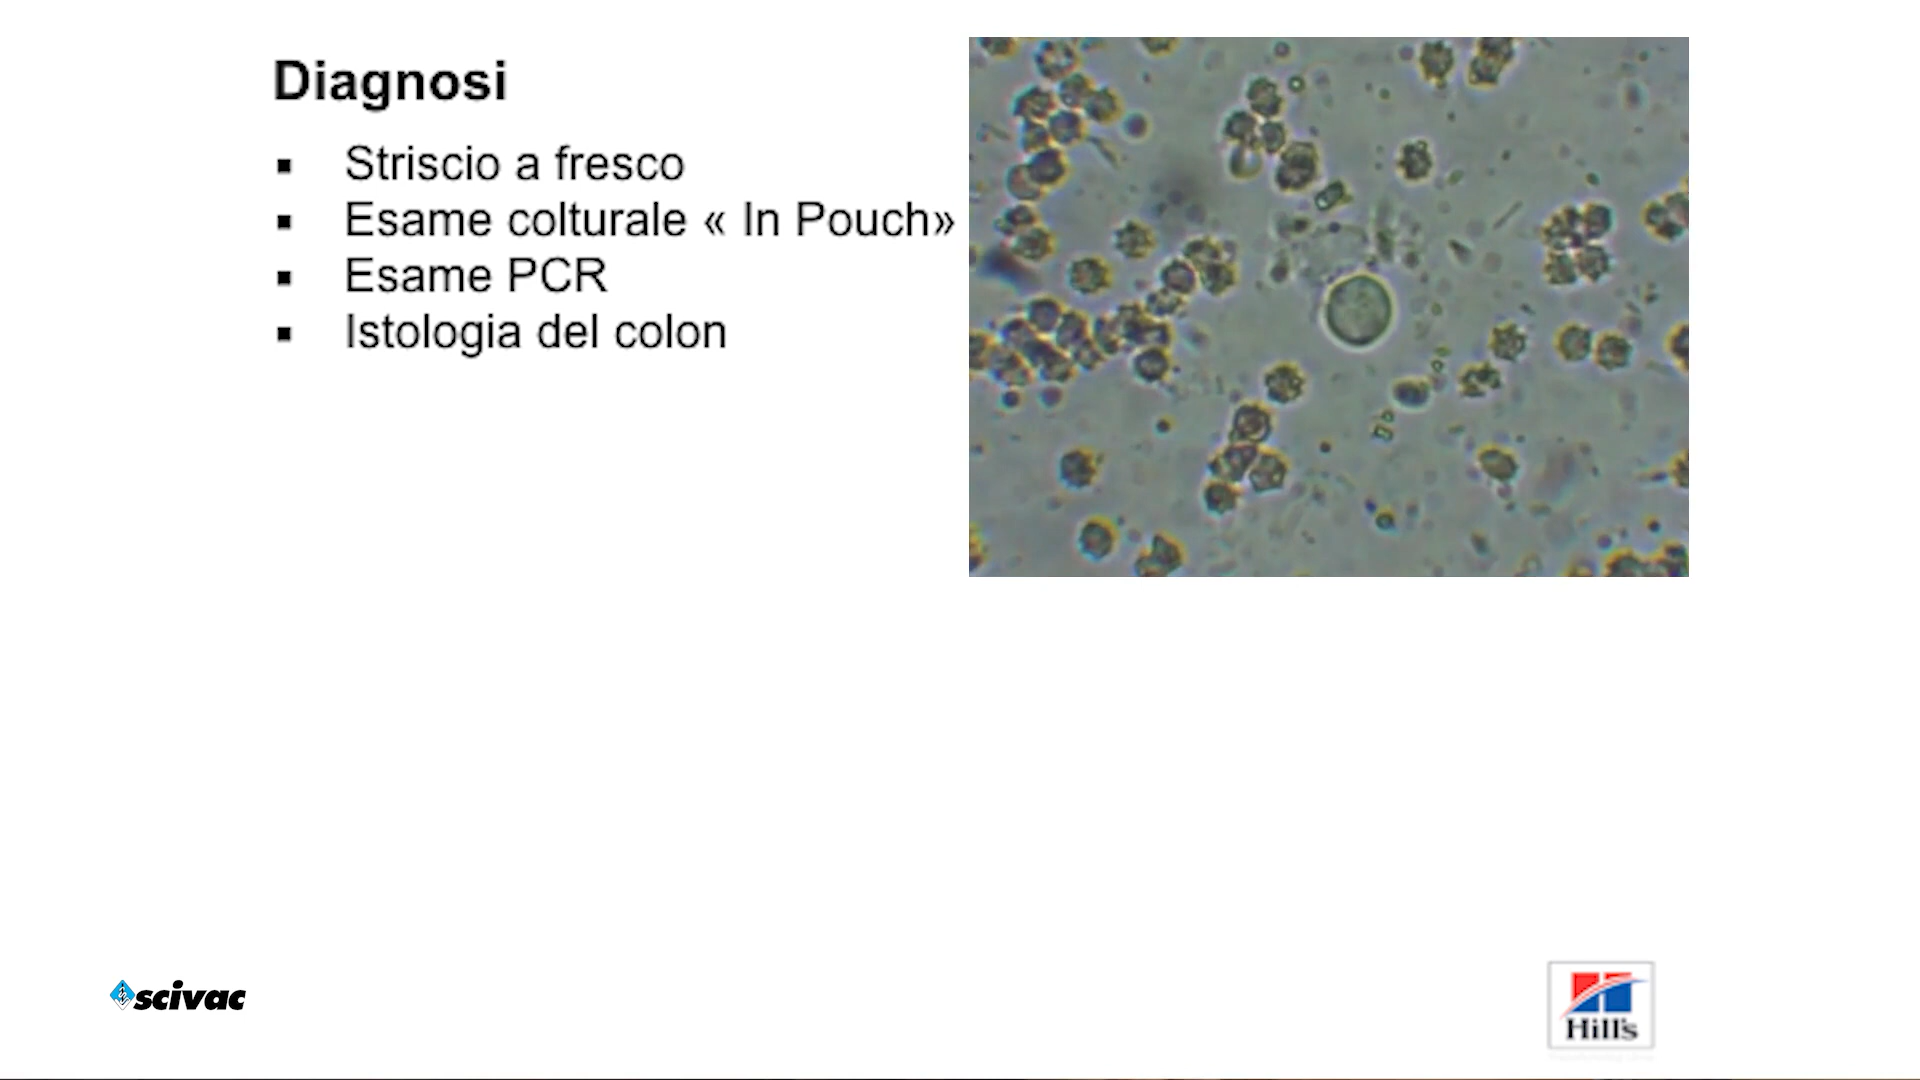 Diagnosi
▪ Striscio a fresco
▪ Esame colturale « In Pouch»
▪ Esame PCR
▪ Istologia del colon
scivac
Hill's